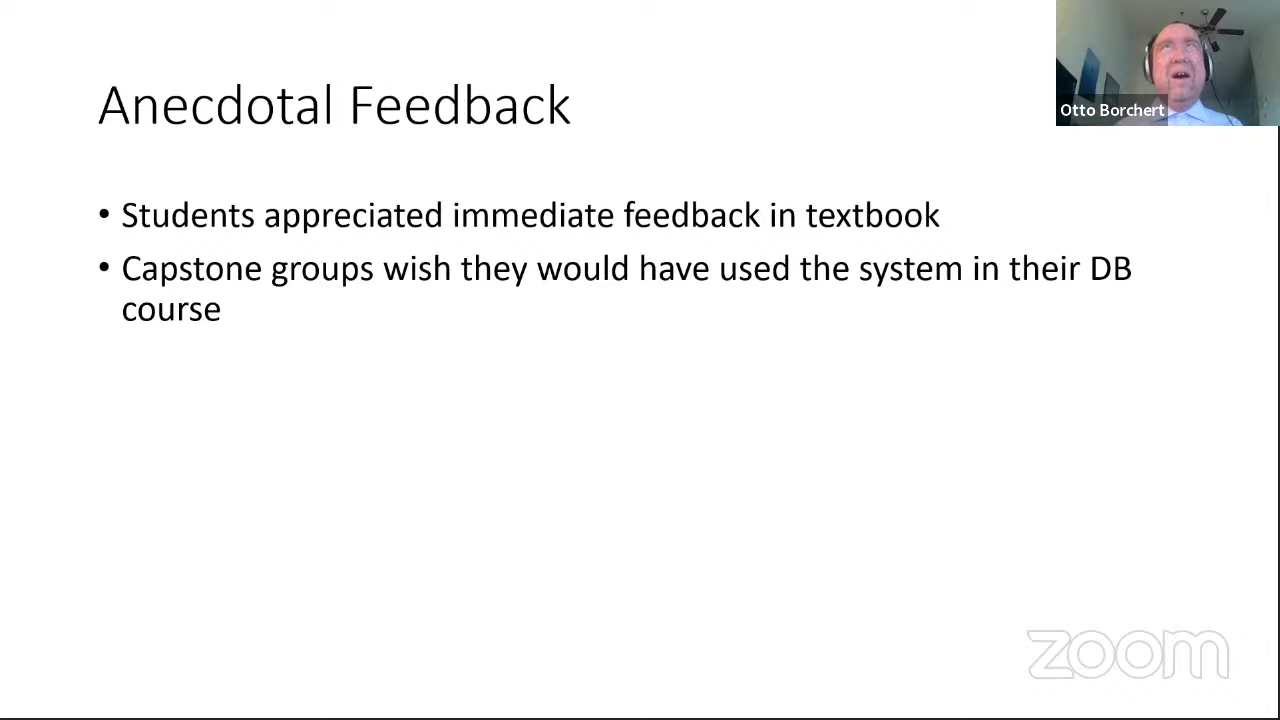 Anecdotal Feedback
Otto Borchert
• Students appreciated immediate feedback in textbook
• Capstone groups wish they would have used the system in their DB
course
zoom